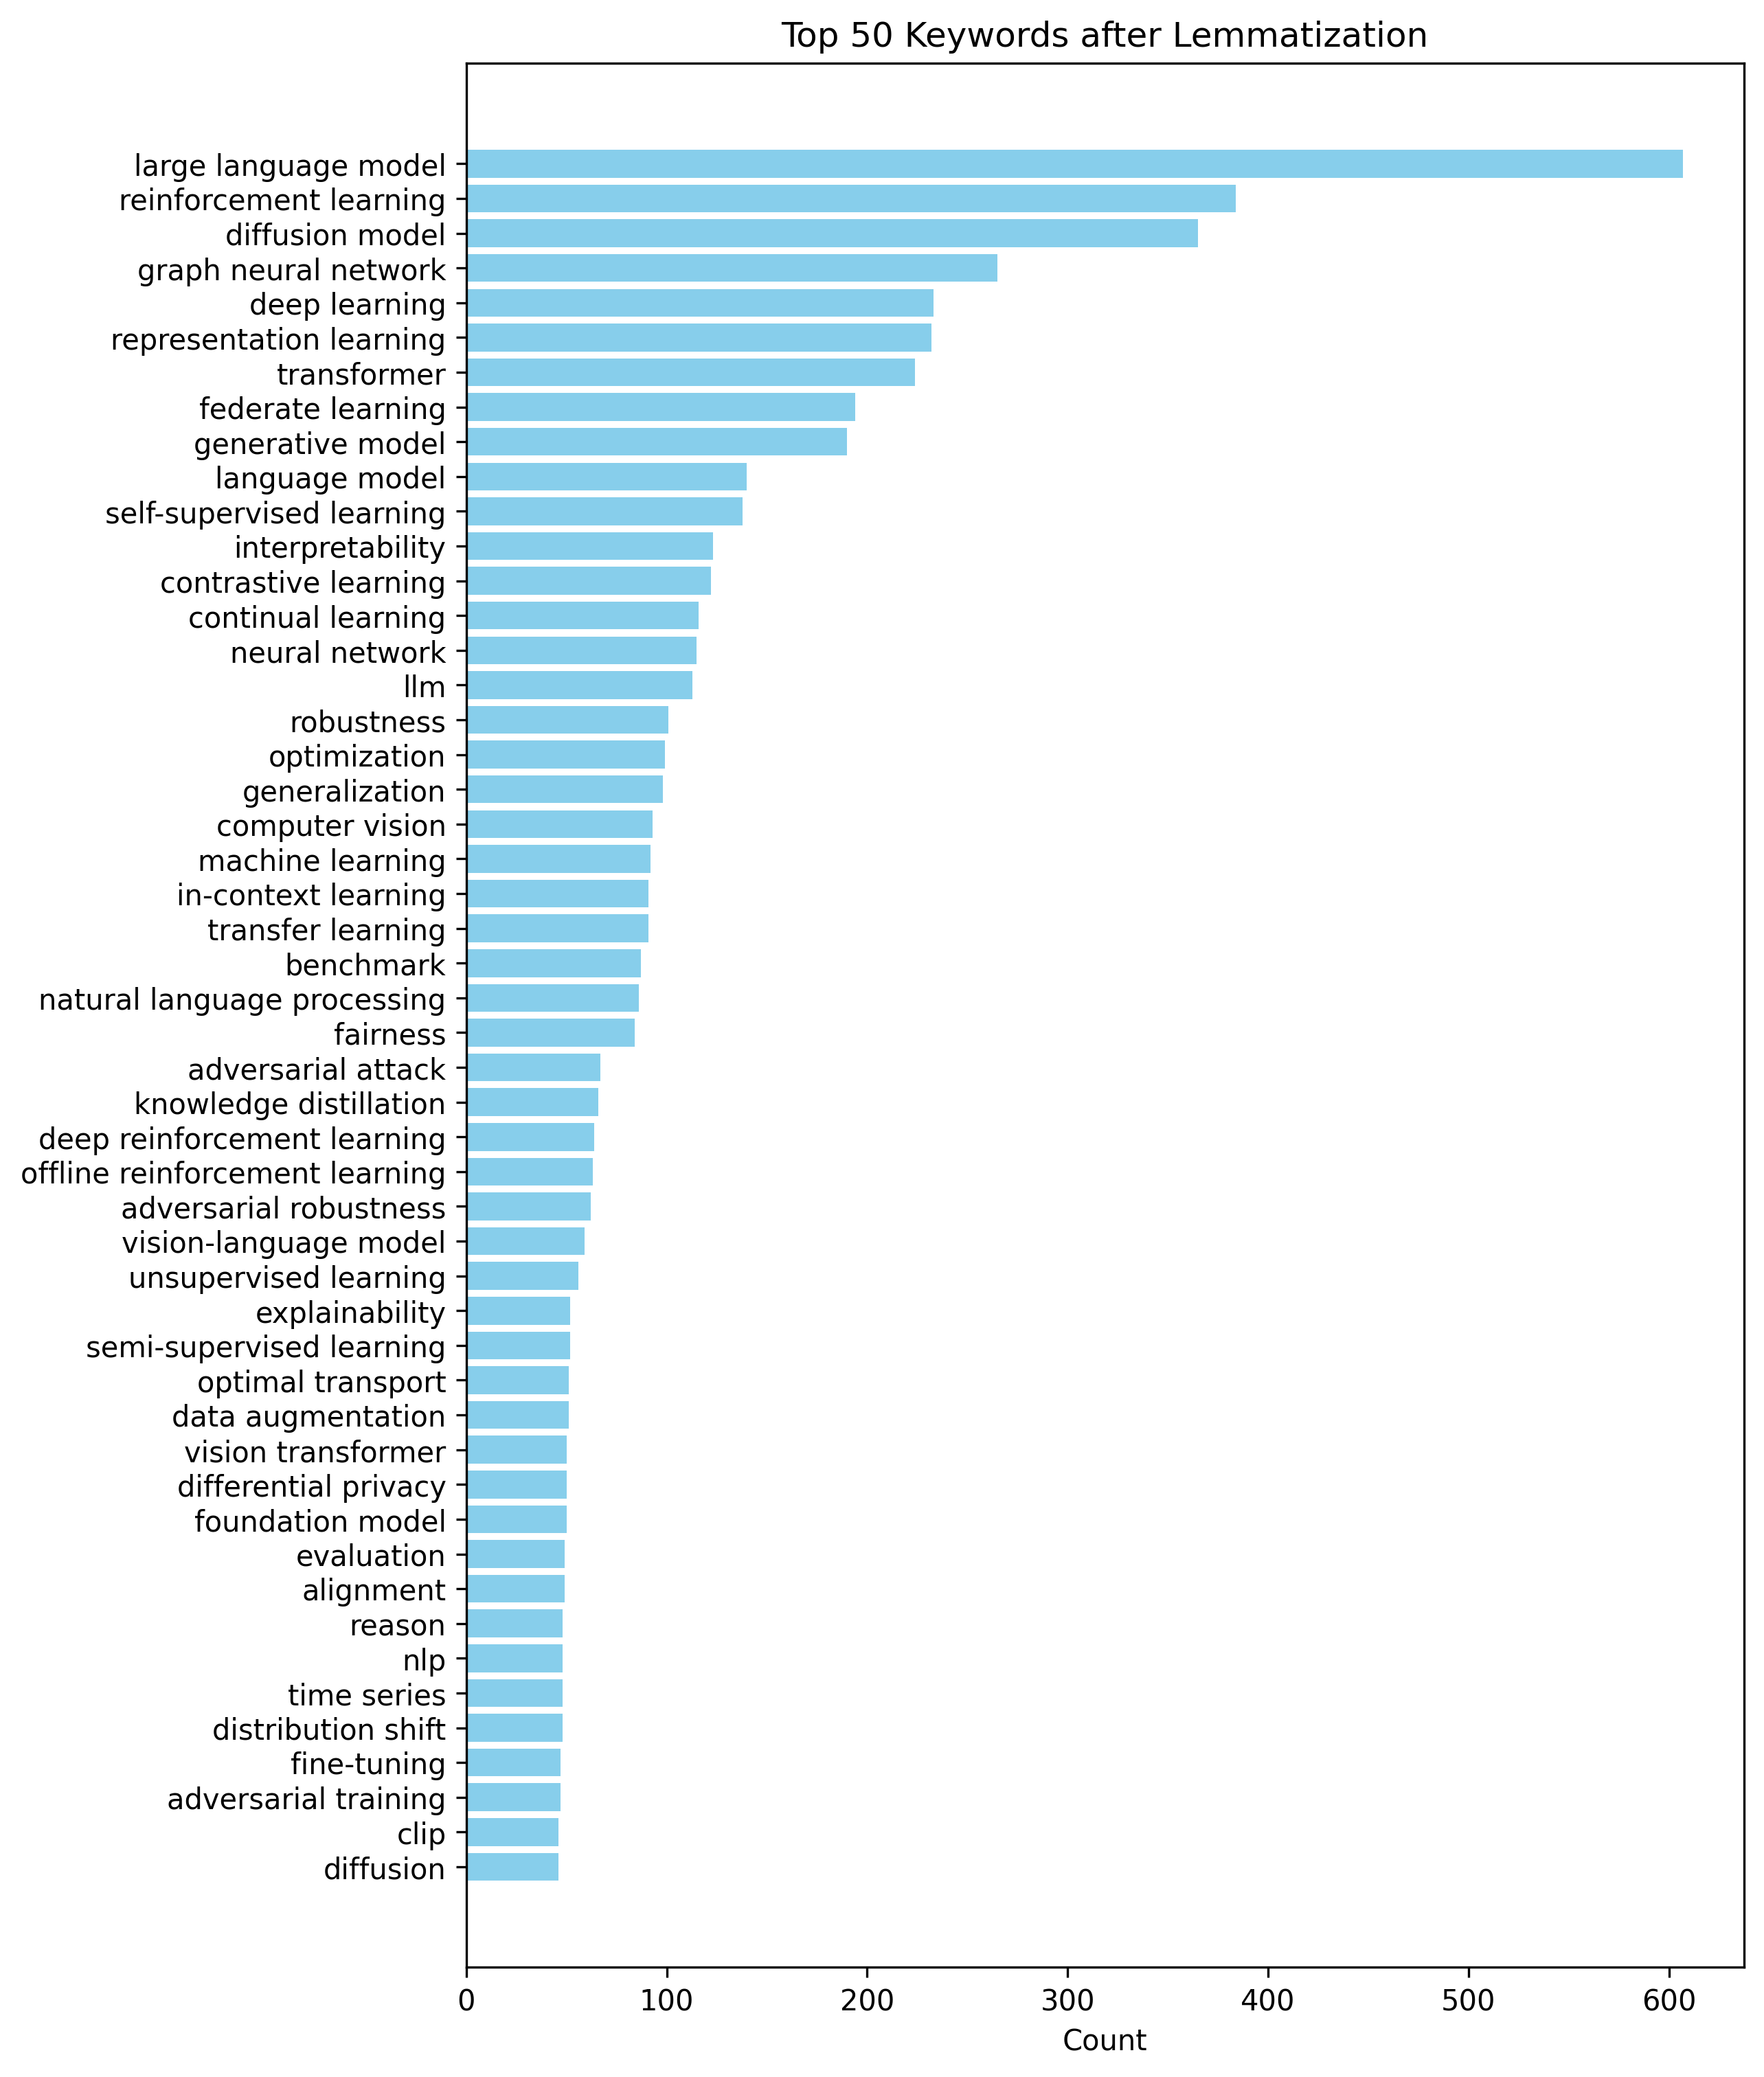 Top 50 Keywords after Lemmatization
large language model
reinforcement learning
diffusion model
graph neural network
deep learning
representation learning
transformer
federate learning
generative model
language model
self-supervised learning
interpretability
contrastive learning
continual learning
neural network
llm
robustness
optimization
generalization
computer vision
machine learning
in-context learning
transfer learning
benchmark
natural language processing
fairness
adversarial attack
knowledge distillation
deep reinforcement learning
offline reinforcement learning
adversarial robustness
vision-language model
unsupervised learning
explainability
semi-supervised learning
optimal transport
data augmentation
vision transformer
differential privacy
foundation model
evaluation
alignment
reason
nlp
time series
distribution shift
fine-tuning
adversarial training
clip
diffusion
0 100 200 300 400 500 600
Count